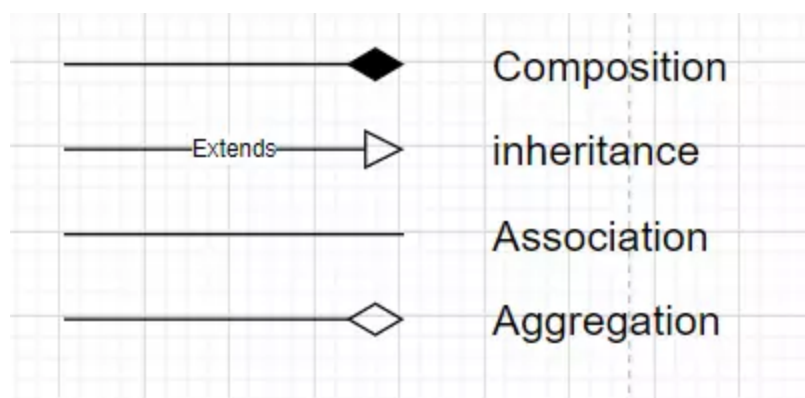 Composition
Extends inheritance
Association
Aggregation